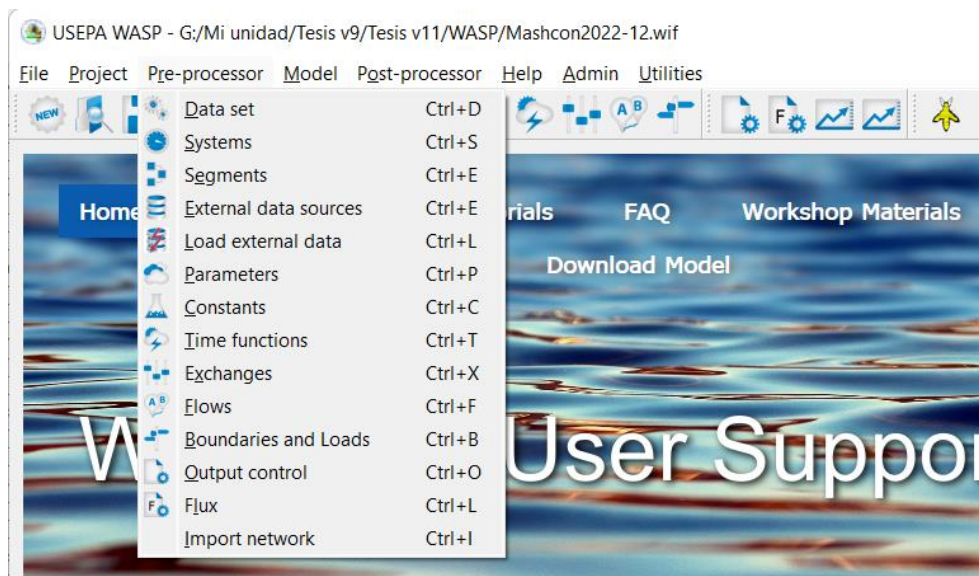 USEPA WASP - G:/Mi unidad/Tesis v9/Tesis v11/WASP/Mashcon2022-12.wif
File Project Pre-processor Model Post-processor Help Admin Utilities
NEW F A B
Data set Ctrl+D
Systems Ctrl+S
Segments Ctrl+E
External data sources Ctrl+E
Load external data Ctrl+L
Parameters Ctrl+P
Constants Ctrl+C
Time functions Ctrl+T
Exchanges Ctrl+X
A B Flows Ctrl+F
Boundaries and Loads Ctrl+B
Output control Ctrl+O
F Flux Ctrl+L
Import network Ctrl+I
Home FAQ Workshop Materials
Download Model
User